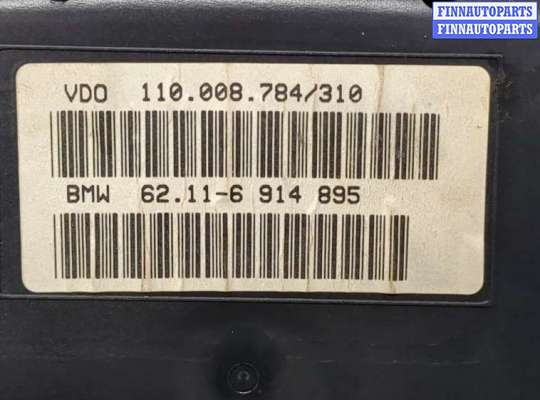 FINNAUTOPARTS
FINNAUTOPARTS
VDO 110.008.784/310
BMW 62.11-6 914 895